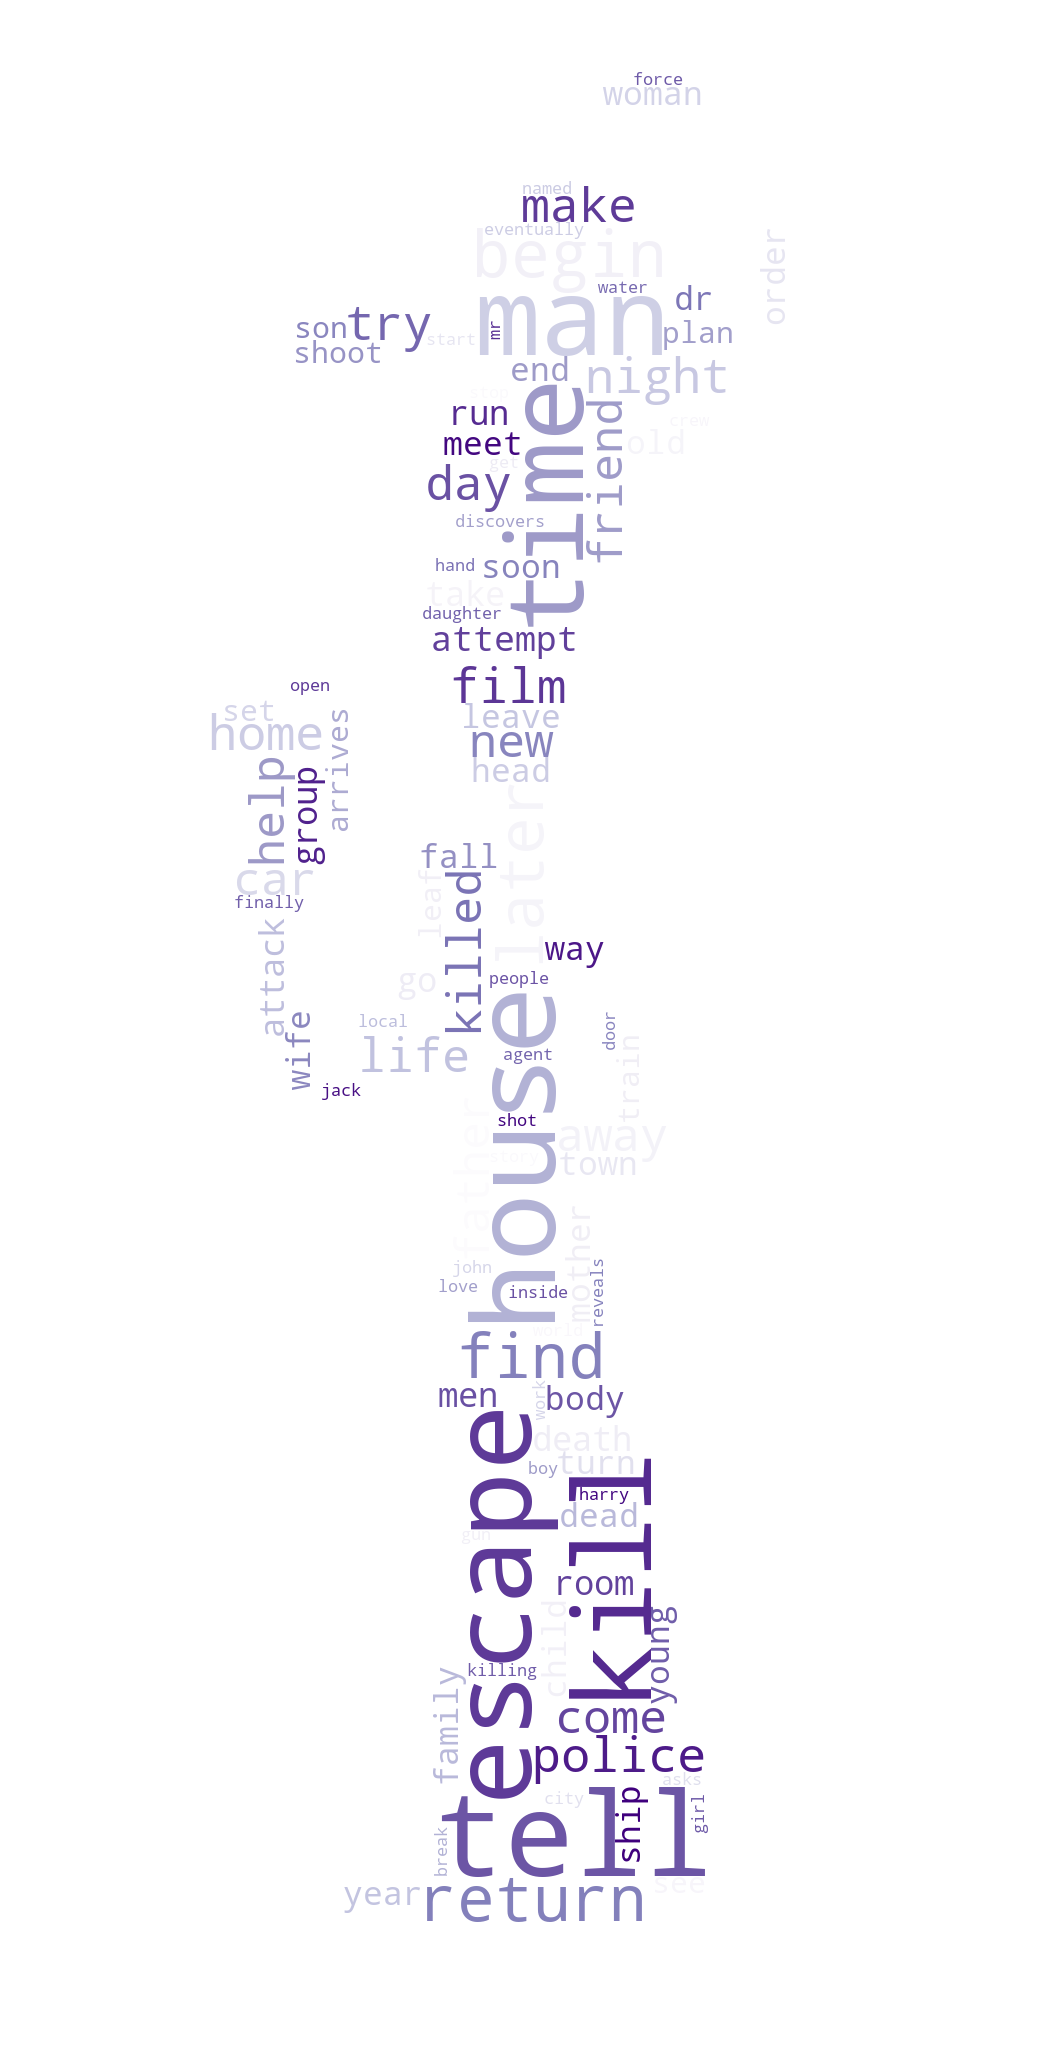 force
woman
named
make
eventually
order
begin
water
man
dr
son
try
mr
plan
shoot
start
end
night
run
friend
crew
meet
old
get
time
day
discovers
hand
soon
take
daughter
attempt
film
open
set
leave
home
arrives
new
help
head
group
later
fall
car
leaf
killed
finally
attack
way
go
people
house
wife
local
door
life
agent
train
jack
father
shot
away
story
town
mother
john
love
inside
reveals
world
find
men
work
body
escape
death
turn
boy
kill
harry
dead
gun
room
child
young
killing
family
come
police
asks
tell
ship
city
girl
break
year
return
see